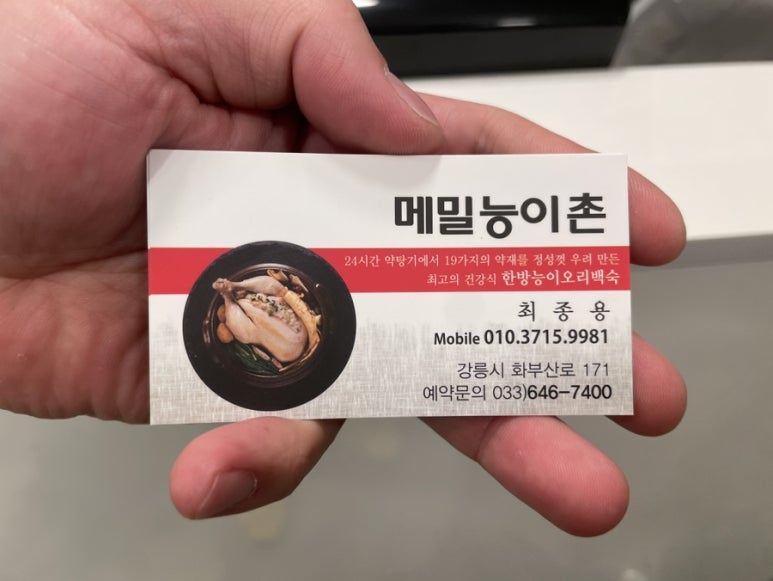 메밀능이촌
24시간 약탕기에서 19가지의 약재를 정성껏 우려 만든
최고의 건강식 한방능이오리백숙
최 종 용
Mobile 010.3715.9981
강릉시 화부산로 171
예약문의 033)646-7400